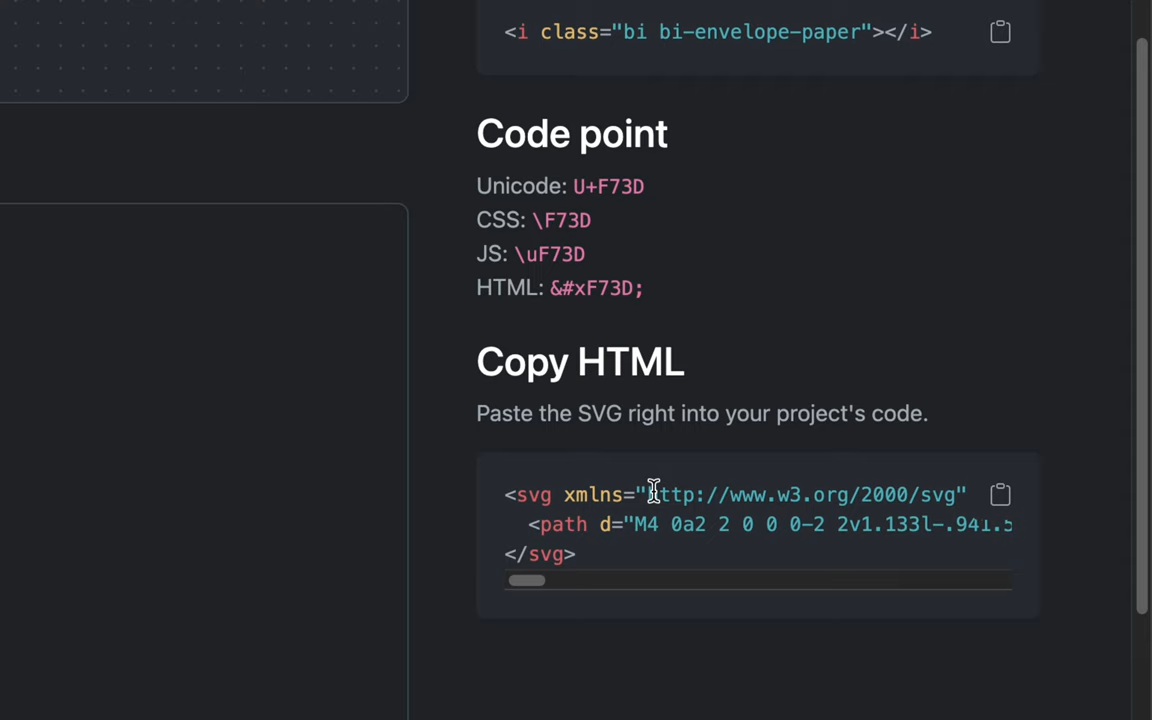 <i class="bi bi-envelope-paper"></i>
Code point
Unicode: U+F73D
CSS: \F73D
JS: \uF73D
HTML: &#xF73D;
Copy HTML
Paste the SVG right into your project's code.
<svg xmlns="http://www.w3.org/2000/svg"
<path d="M4 0a2 2 0 0 0-2 2v1.133l-.941.5
</svg>